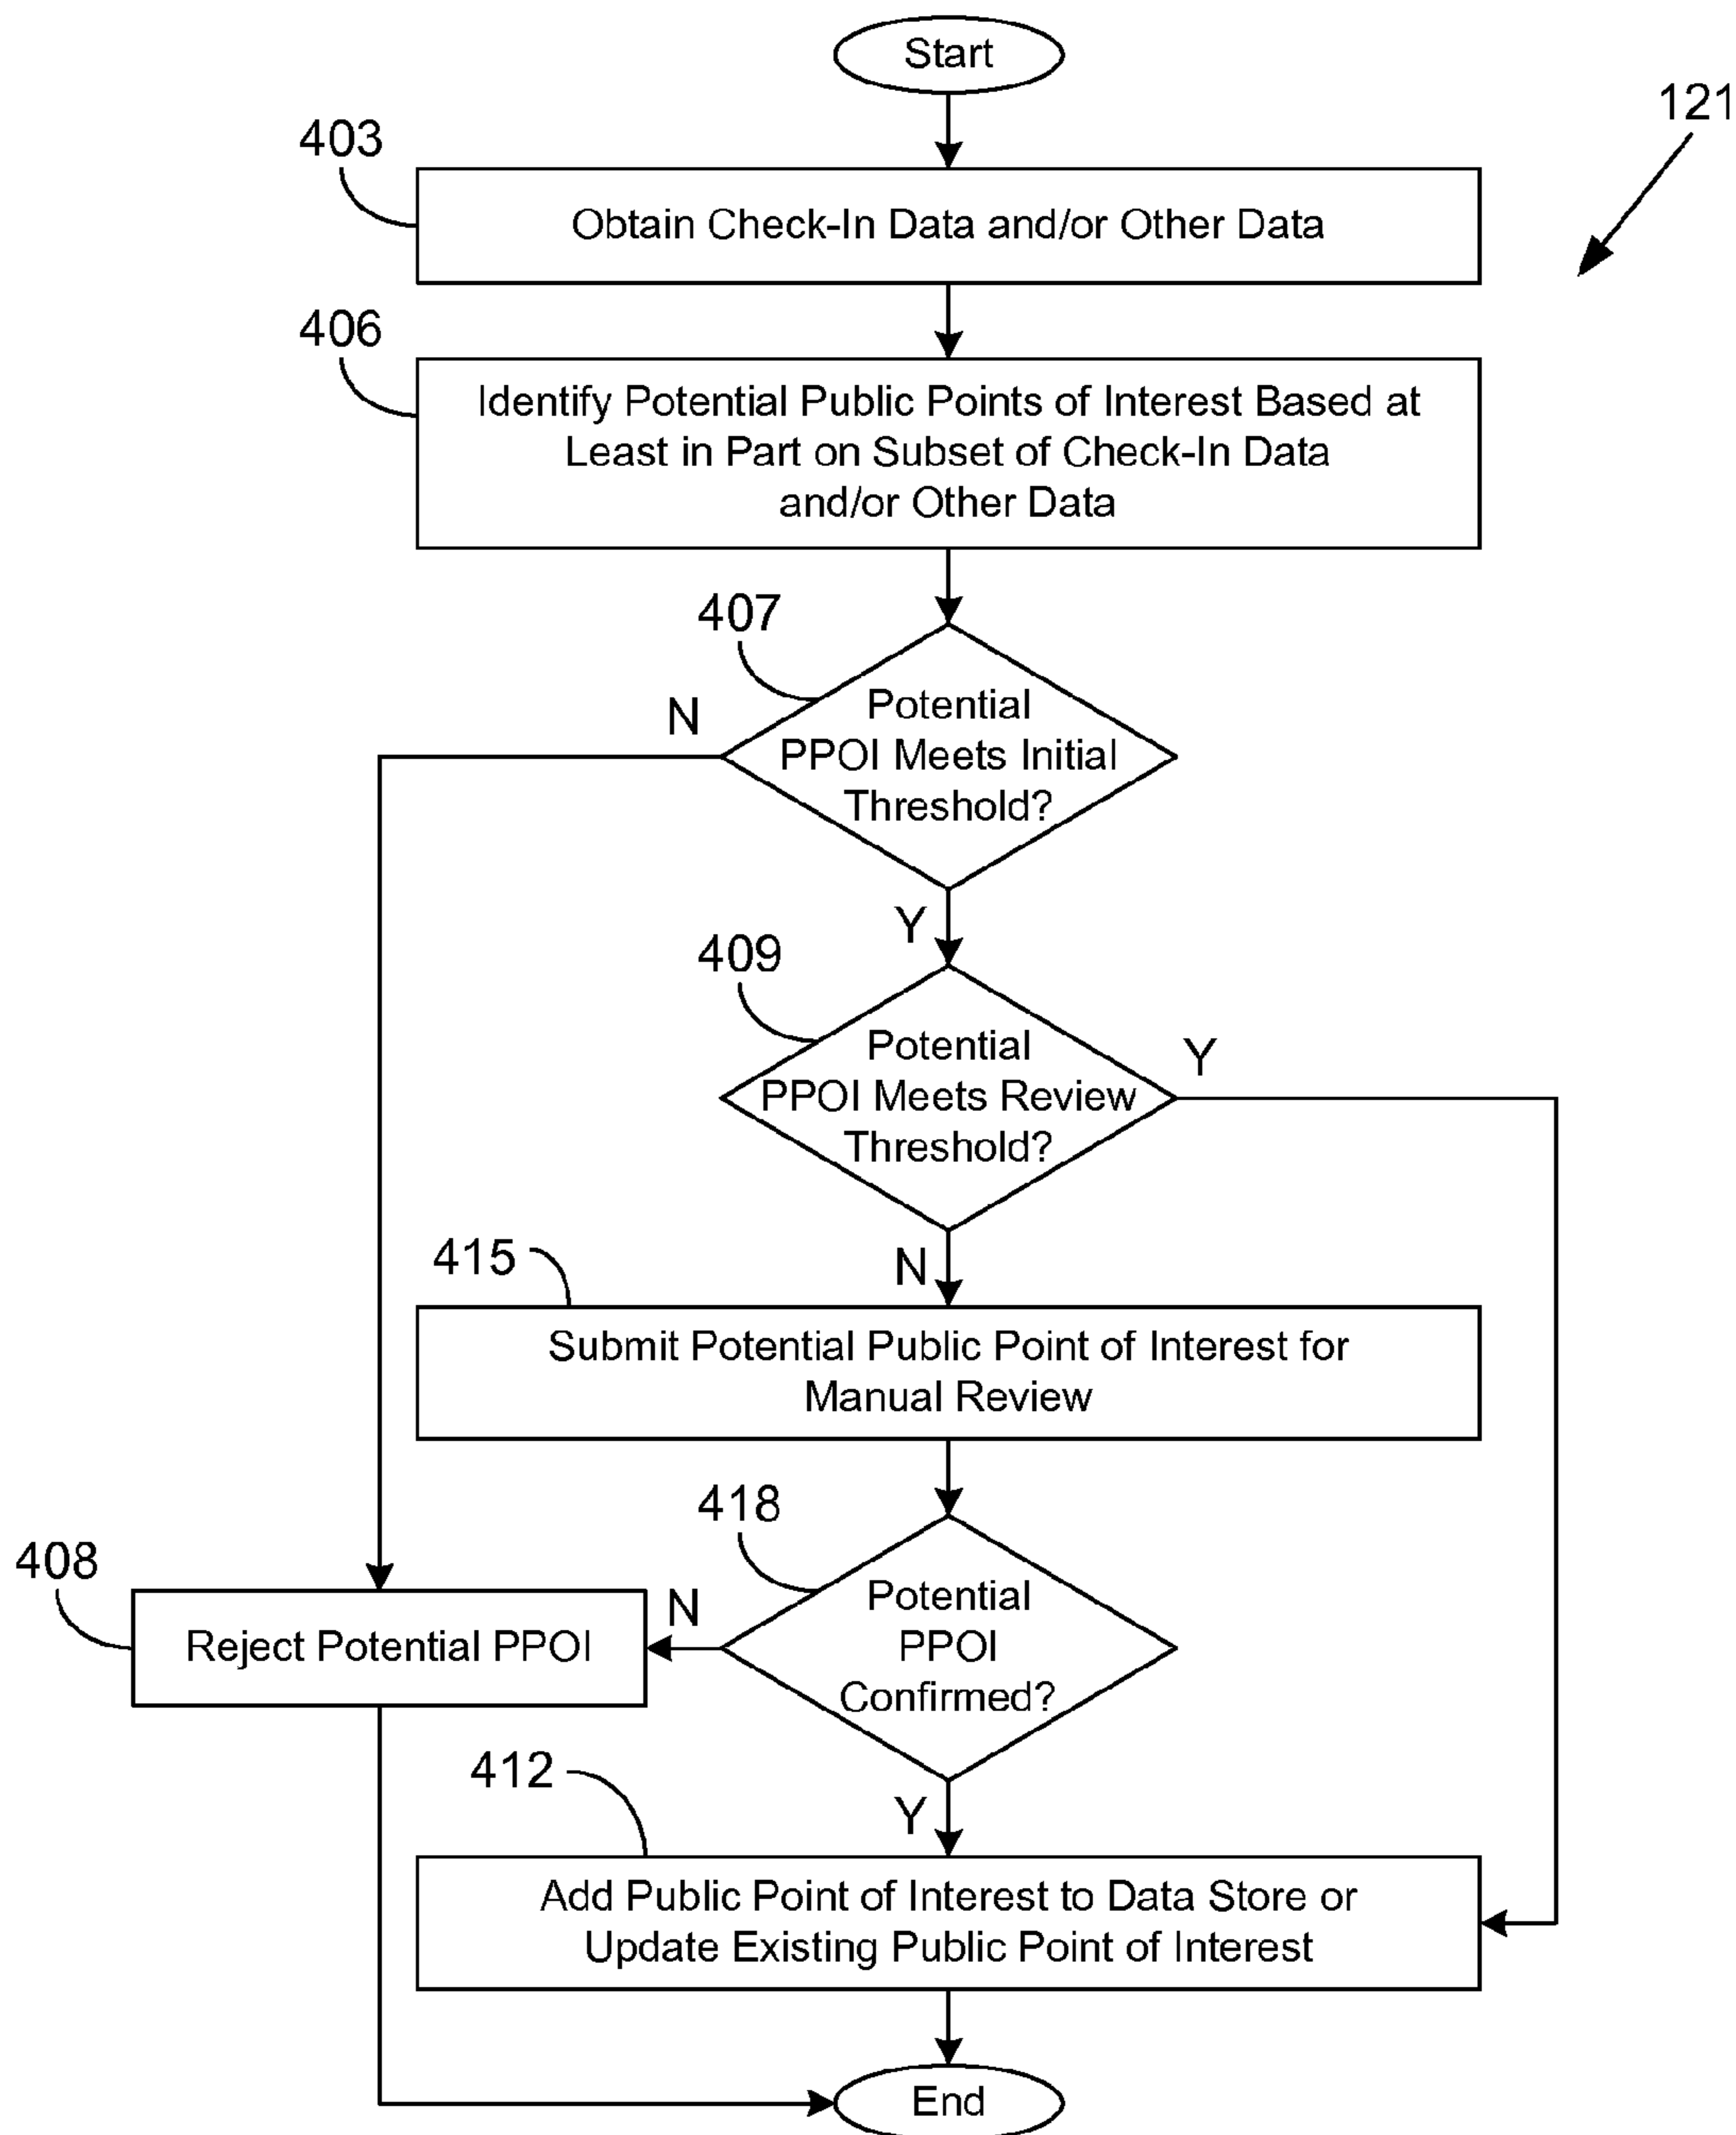 Start
121
403
Obtain Check-In Data and/or Other Data
406
Identify Potential Public Points of Interest Based at
Least in Part on Subset of Check-In Data
and/or Other Data
407
N
Potential
PPOI Meets Initial
Threshold?
Y
409
Potential
PPOI Meets Review
Threshold?
Y
N
415
Submit Potential Public Point of Interest for
Manual Review
418
Potential
PPOI
Confirmed?
N
408
Reject Potential PPOI
Y
412
Add Public Point of Interest to Data Store or
Update Existing Public Point of Interest
End